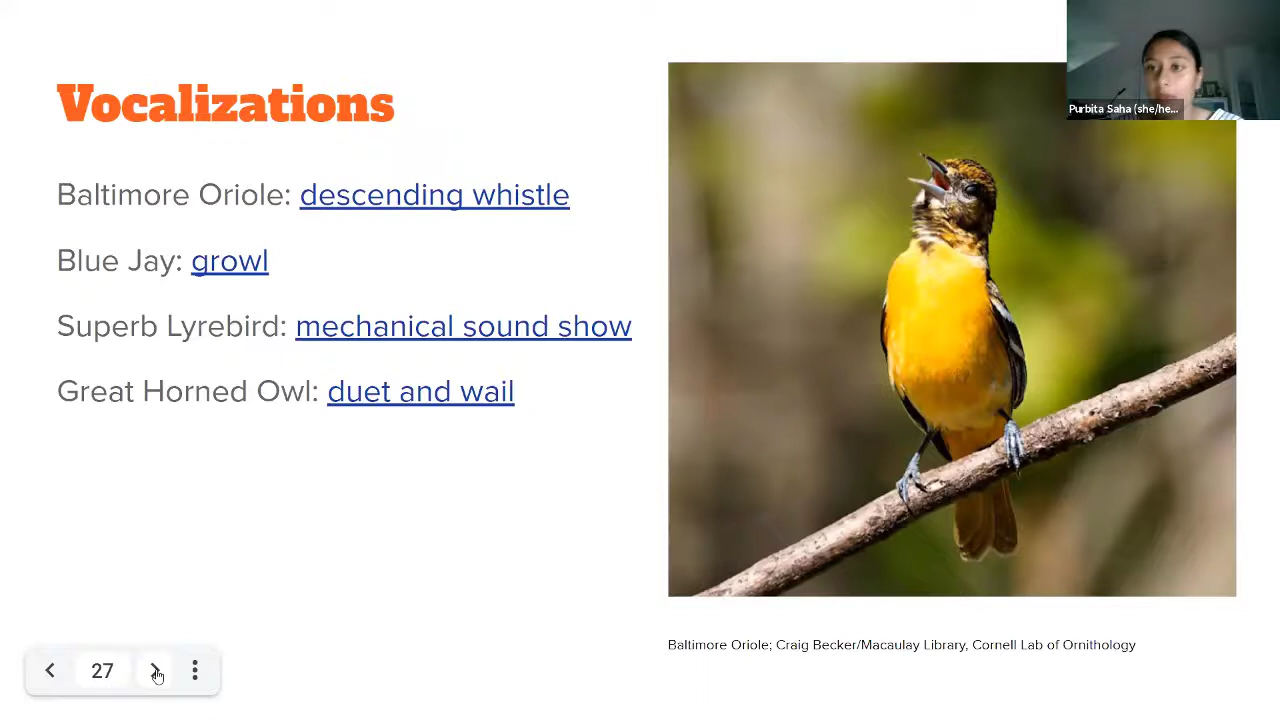 Vocalizations
Purbita Saha (she/he...
Baltimore Oriole: descending whistle
Blue Jay: growl
Superb Lyrebird: mechanical sound show
Great Horned Owl: duet and wail
Baltimore Oriole; Craig Becker/Macaulay Library, Cornell Lab of Ornithology
27